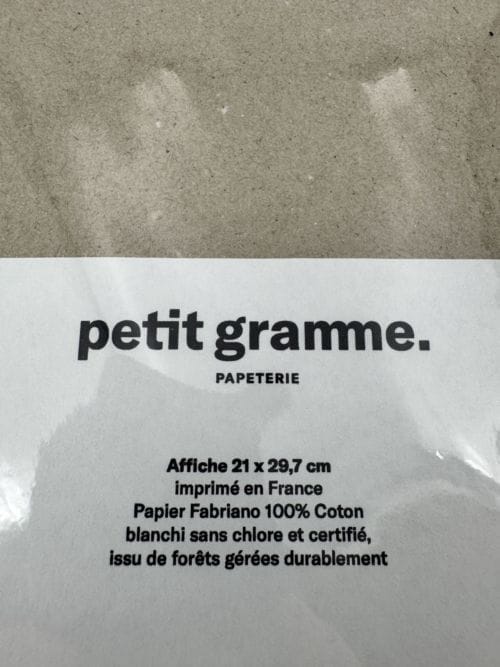 petit gramme.
PAPETERIE
Affiche 21 x 29,7 cm
imprimé en France
Papier Fabriano 100% Coton
blanchi sans chlore et certifié,
issu de forêts gérées durablement